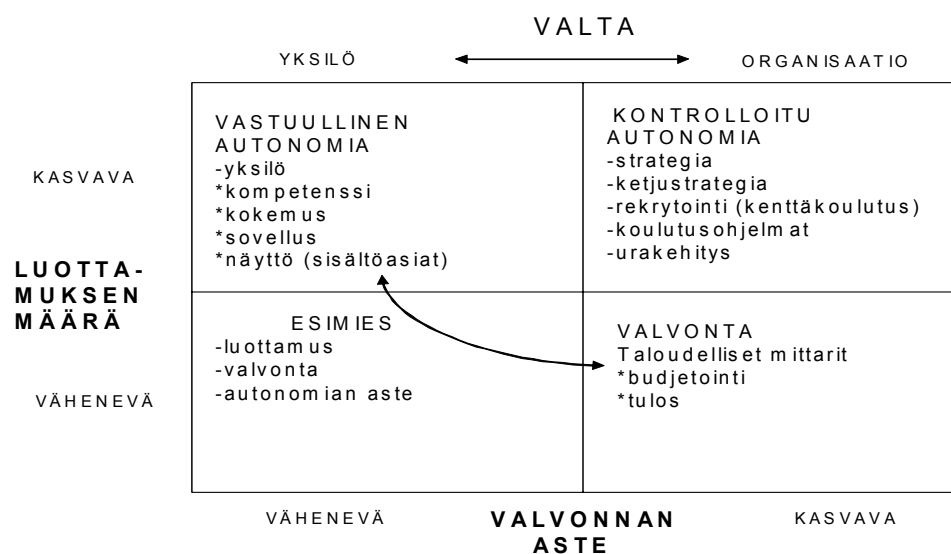 VALTA
YKSILÖ
ORGANISAATIO
KASVAVA
LUOTTA-
MUKSEN
MÄÄRÄ
VÄHENEVÄ
VASTUULLINEN
AUTONOMIA
-yksilö
*kompetenssi
*kokemus
*sovellus
*näyttö (sisältöasiat)
KONTROLLOITU
AUTONOMIA
-strategia
-ketjustrategia
-rekrytointi (kenttäkoulutus)
-koulutusohjelmat
-urakehitys
ESIMIES
-luottamus
-valvonta
-autonomian aste
VALVONTA
Taloudelliset mittarit
*budjetointi
*tulos
VÄHENEVÄ
VALVONNAN
ASTE
KASVAVA